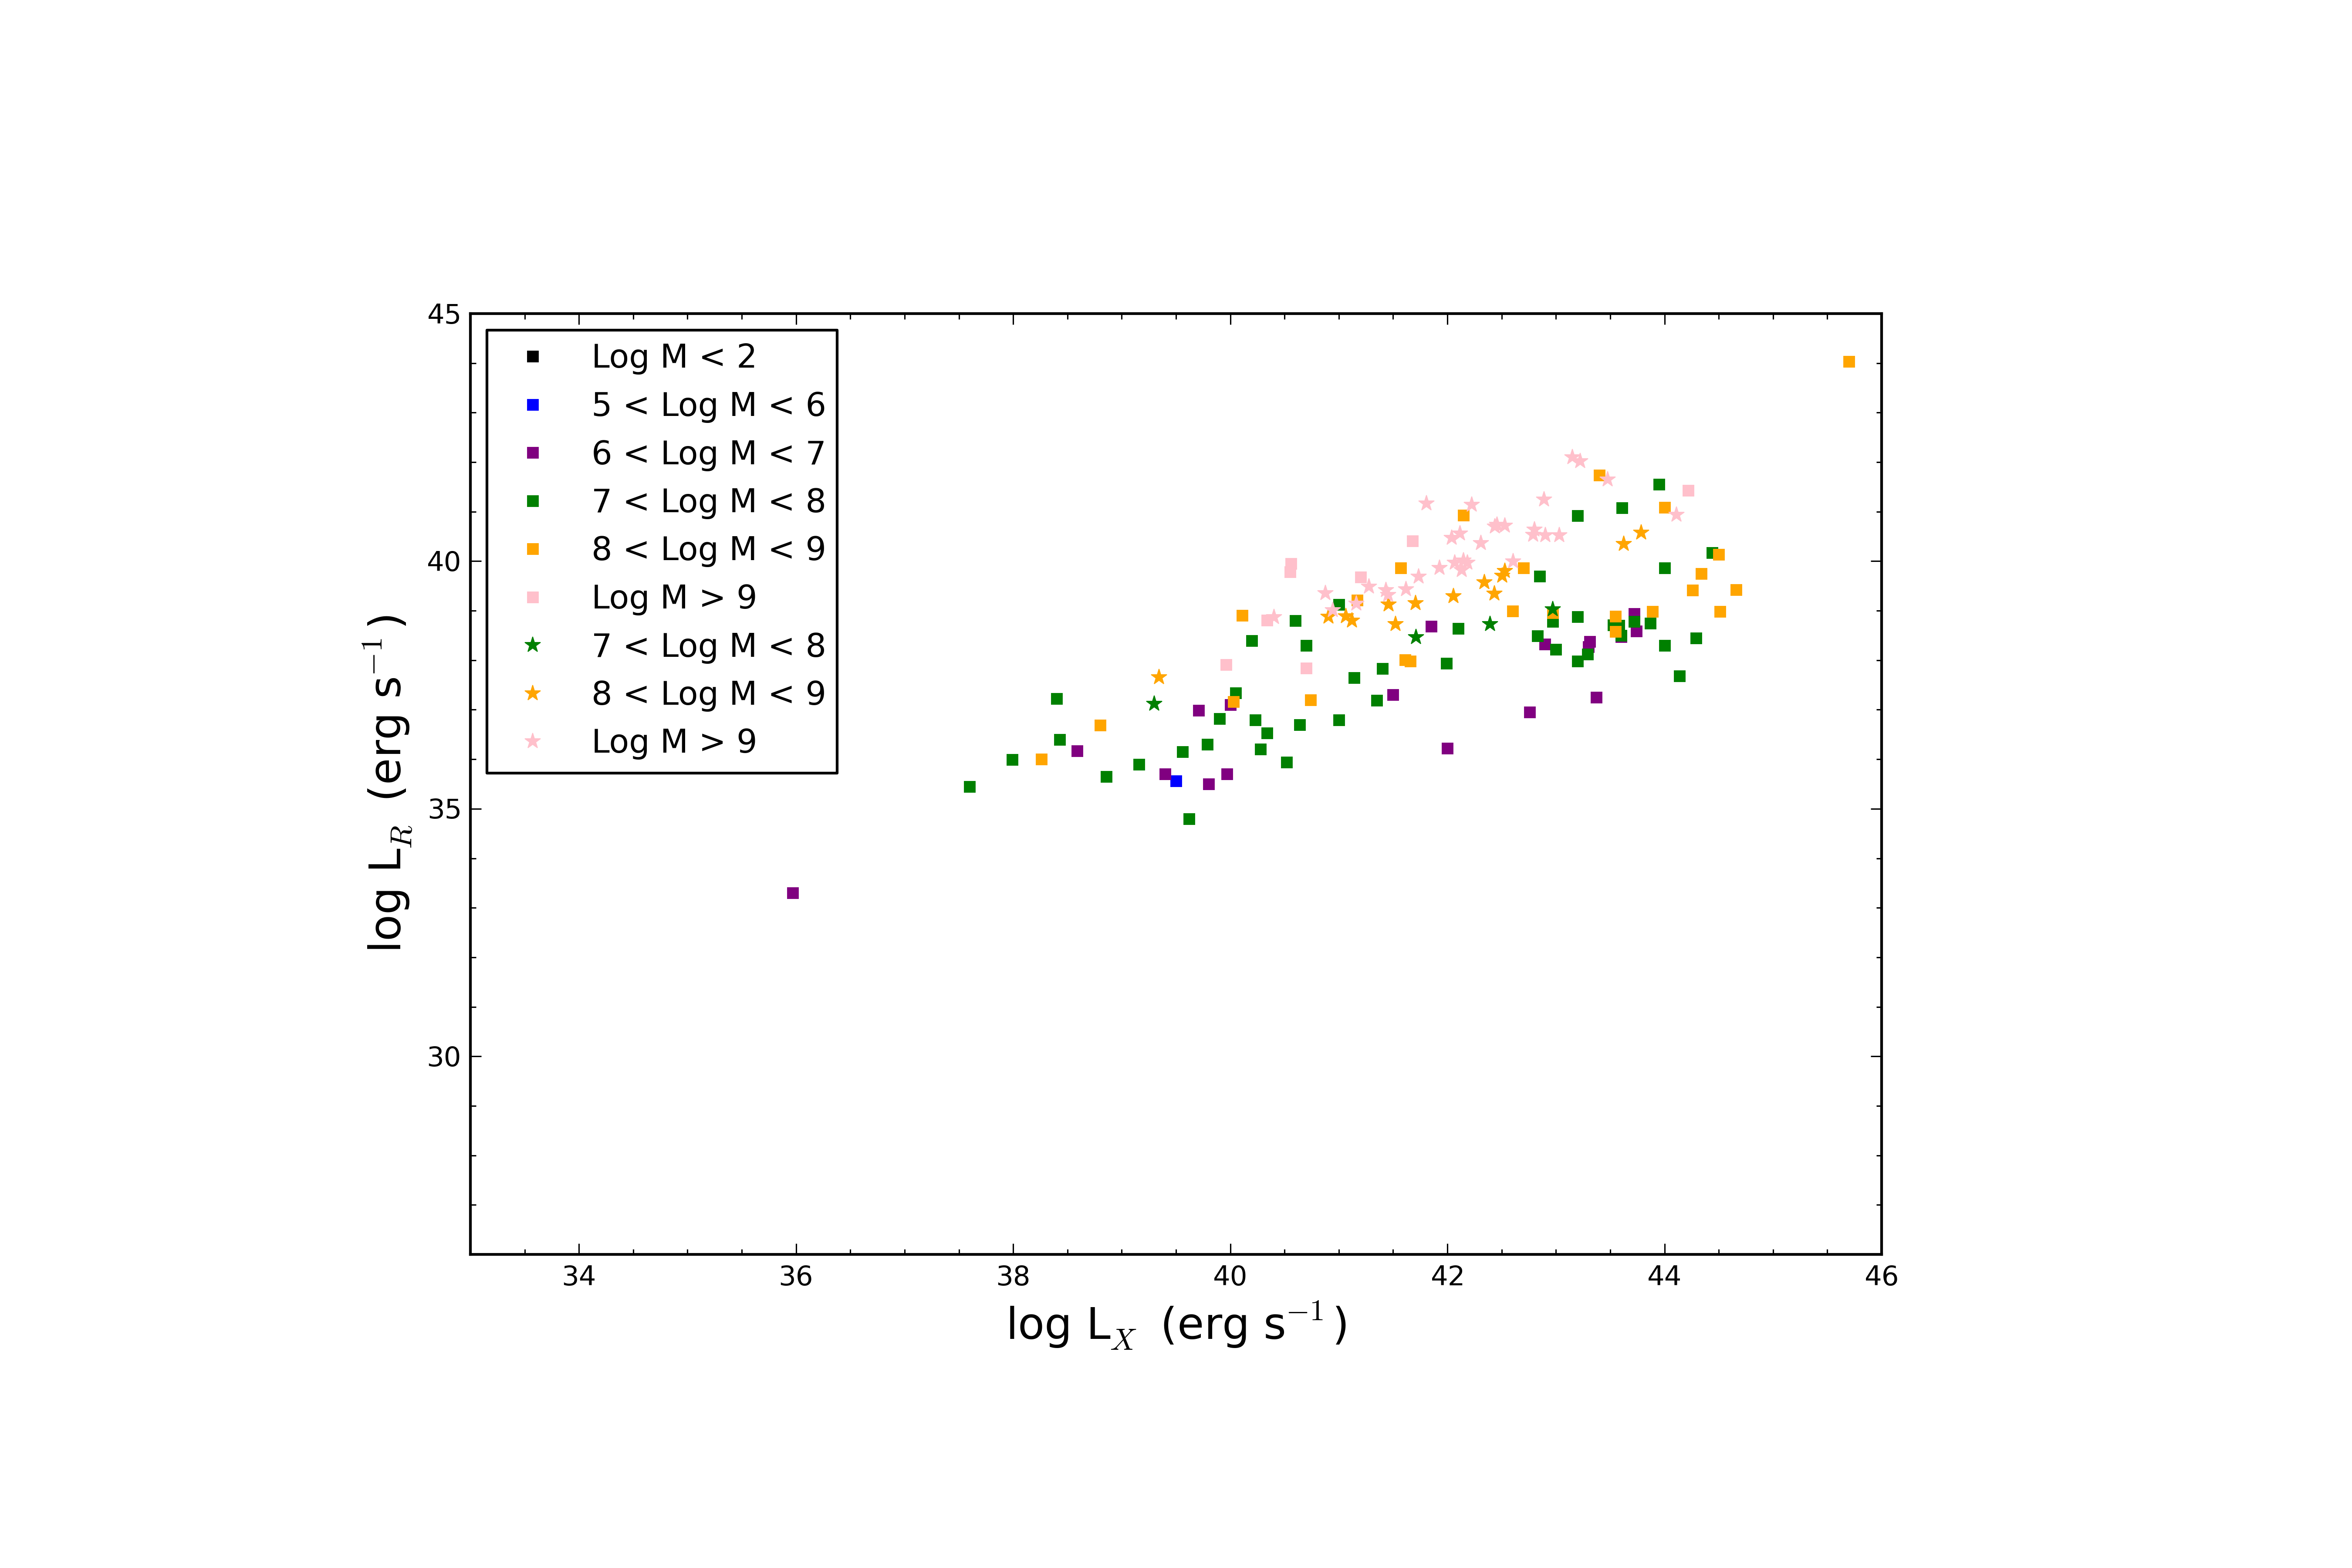 45
40
35
30
34 36 38 40 42 44 46
log L_R (erg s^−1)
log L_X (erg s^−1)
Log M < 2
5 < Log M < 6
6 < Log M < 7
7 < Log M < 8
8 < Log M < 9
Log M > 9
7 < Log M < 8
8 < Log M < 9
Log M > 9